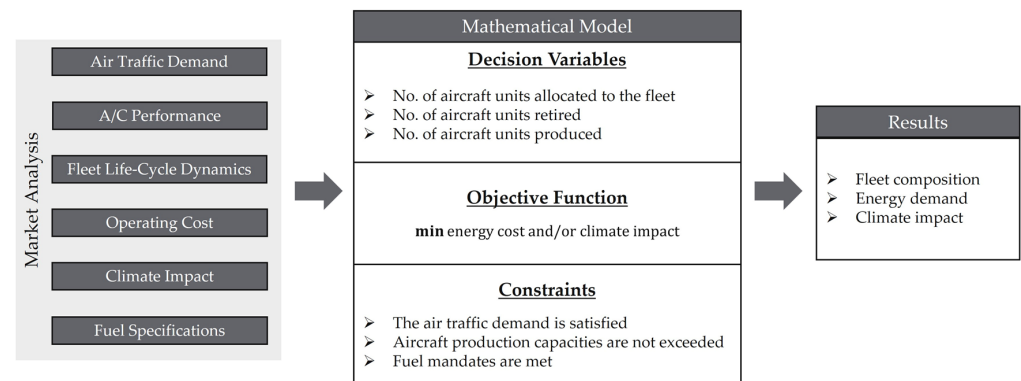 Market Analysis
Air Traffic Demand
A/C Performance
Fleet Life-Cycle Dynamics
Operating Cost
Climate Impact
Fuel Specifications
Mathematical Model
Decision Variables
➢ No. of aircraft units allocated to the fleet
➢ No. of aircraft units retired
➢ No. of aircraft units produced
Objective Function
min energy cost and/or climate impact
Constraints
➢ The air traffic demand is satisfied
➢ Aircraft production capacities are not exceeded
➢ Fuel mandates are met
Results
➢ Fleet composition
➢ Energy demand
➢ Climate impact